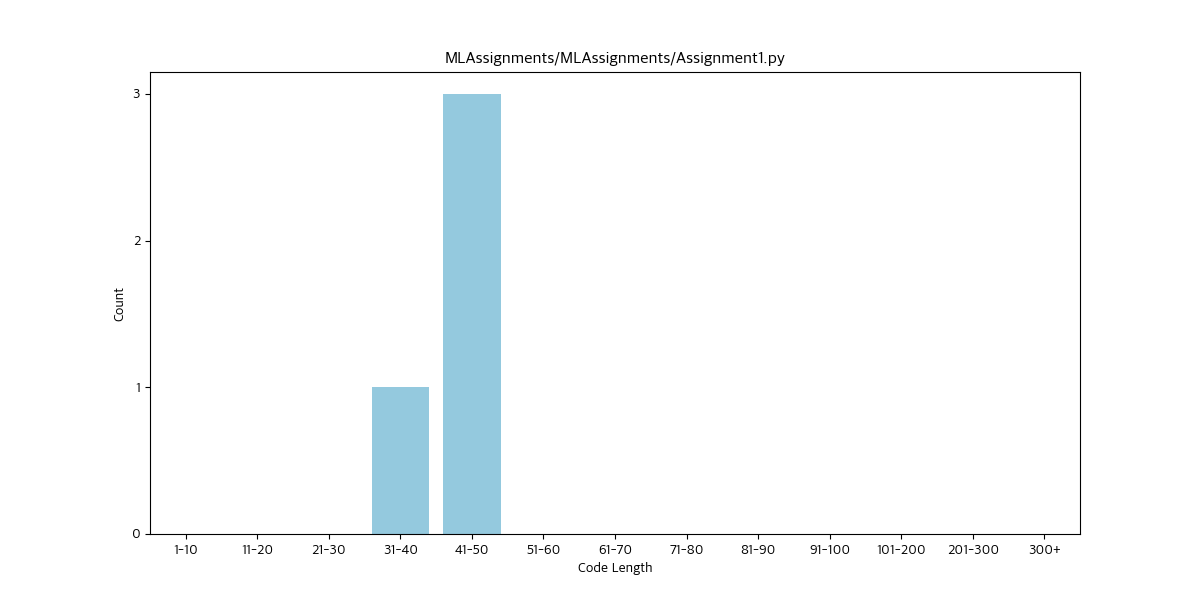 MLAssignments/MLAssignments/Assignment1.py
3
2
1
0
Count
1-10 11-20 21-30 31-40 41-50 51-60 61-70 71-80 81-90 91-100 101-200 201-300 300+
Code Length